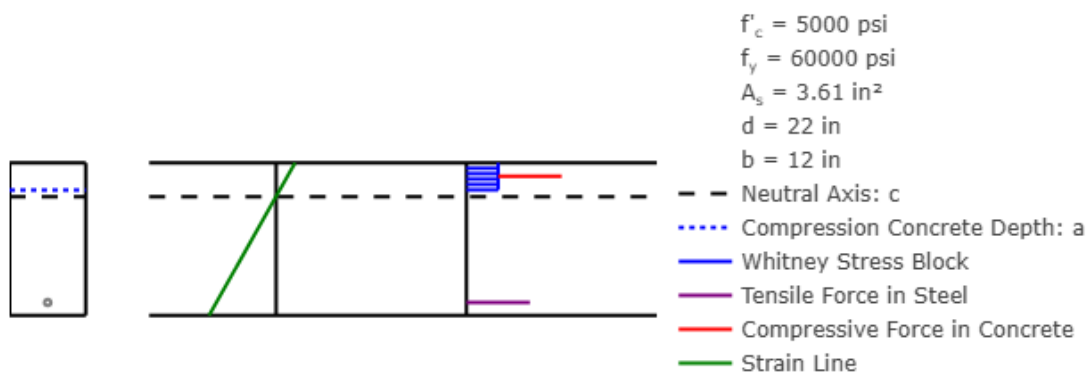 f'c = 5000 psi
fy = 60000 psi
As = 3.61 in²
d = 22 in
b = 12 in
Neutral Axis: c
Compression Concrete Depth: a
Whitney Stress Block
Tensile Force in Steel
Compressive Force in Concrete
Strain Line